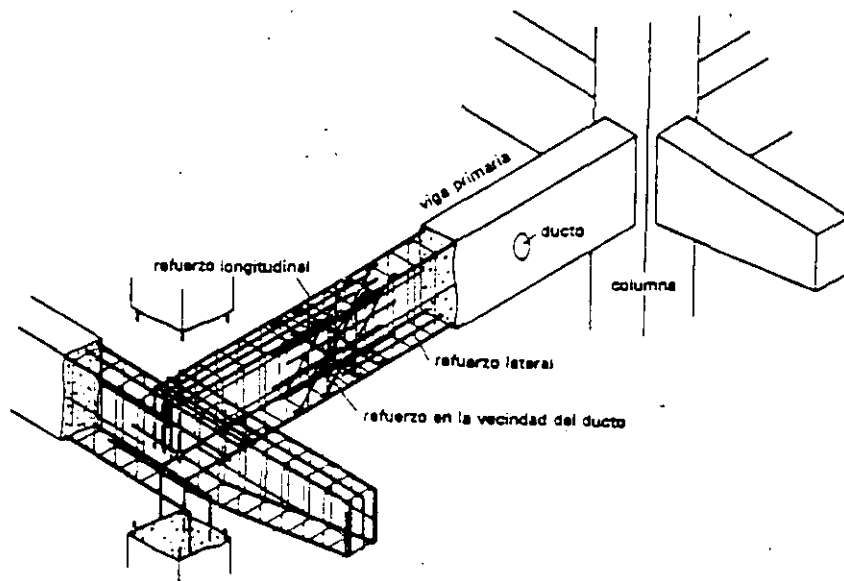 viga primaria
ducto
refuerzo longitudinal
columna
refuerzo lateral
refuerzo en la vecindad del ducto